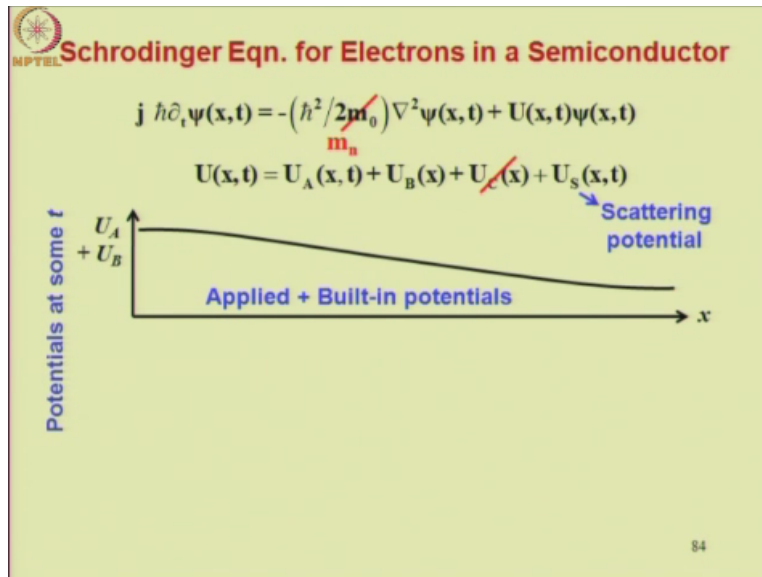 NPTEL
Schrodinger Eqn. for Electrons in a Semiconductor
j ħ∂ₜψ(x,t) = -(ħ²/2m₀)∇²ψ(x,t) + U(x,t)ψ(x,t)
mₙ
U(x,t) = U_A(x,t) + U_B(x) + U_C(x) + U_S(x,t)
Scattering
potential
Potentials at some t
U_A
+ U_B
Applied + Built-in potentials
x
84